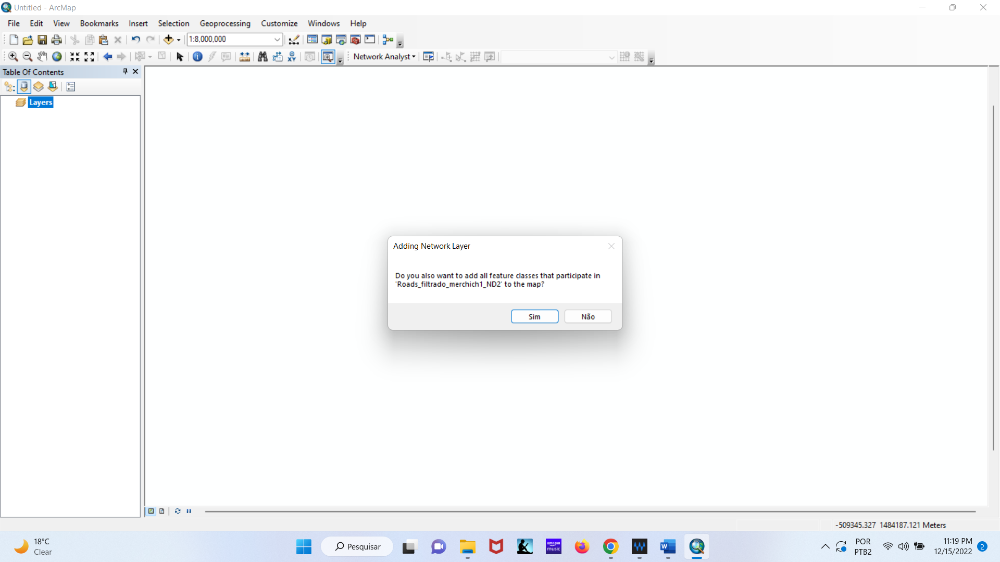 Untitled - ArcMap
File Edit View Bookmarks Insert Selection Geoprocessing Customize Windows Help
1:8,000,000
XY Network Analyst
Table Of Contents
Layers
Adding Network Layer
Do you also want to add all feature classes that participate in
'Roads_filtrado_merchich1_ND2' to the map?
Sim Não
-509345.327 1484187.121 Meters
18°C
Clear
Pesquisar
amazon
music
W
POR
PTB2
11:19 PM
12/15/2022
2